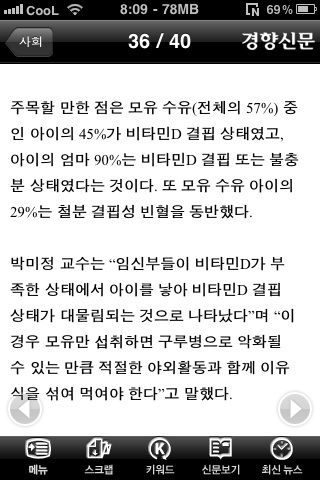 CooL 8:09 - 78MB N 69%
사회 36 / 40 경향신문
주목할 만한 점은 모유 수유(전체의 57%) 중
인 아이의 45%가 비타민D 결핍 상태였고,
아이의 엄마 90%는 비타민D 결핍 또는 불충
분 상태였다는 것이다. 또 모유 수유 아이의
29%는 철분 결핍성 빈혈을 동반했다.
박미정 교수는 “임신부들이 비타민D가 부
족한 상태에서 아이를 낳아 비타민D 결핍
상태가 대물림되는 것으로 나타났다”며 “이
경우 모유만 섭취하면 구루병으로 악화될
수 있는 만큼 적절한 야외활동과 함께 이유
식을 섞여 먹여야 한다”고 말했다.
메뉴 스크랩 키워드 신문보기 최신 뉴스